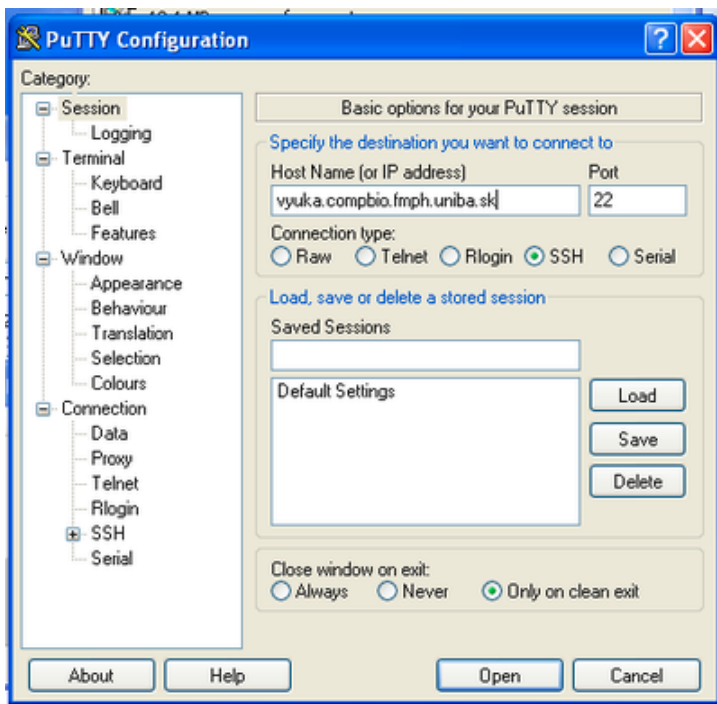 PuTTY Configuration
Category:
Session
Logging
Terminal
Keyboard
Bell
Features
Window
Appearance
Behaviour
Translation
Selection
Colours
Connection
Data
Proxy
Telnet
Rlogin
SSH
Serial
Basic options for your PuTTY session
Specify the destination you want to connect to
Host Name (or IP address) Port
vyuka.compbio.fmph.uniba.sk 22
Connection type:
Raw Telnet Rlogin SSH Serial
Load, save or delete a stored session
Saved Sessions
Default Settings
Load
Save
Delete
Close window on exit:
Always Never Only on clean exit
About Help Open Cancel